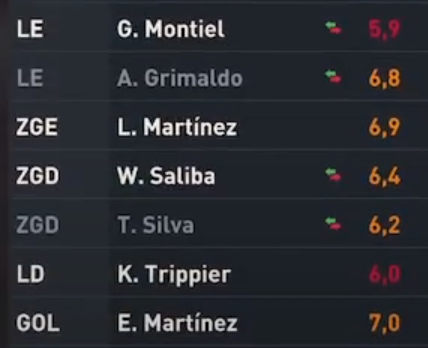 LE G. Montiel 5,9
LE A. Grimaldo 6,8
ZGE L. Martínez 6,9
ZGD W. Saliba 6,4
ZGD T. Silva 6,2
LD K. Trippier 6,0
GOL E. Martínez 7,0